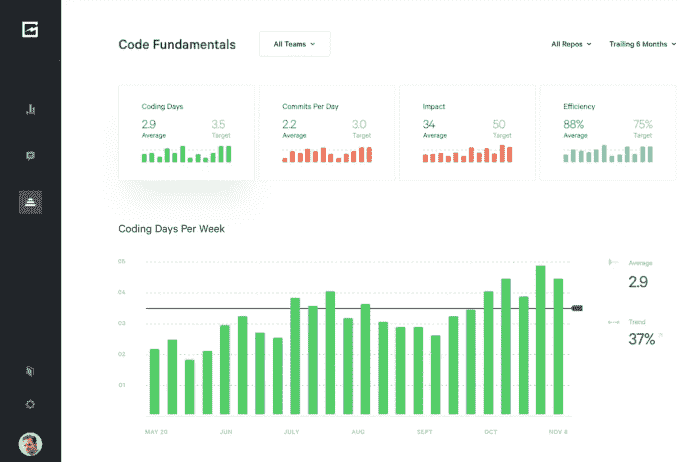 Code Fundamentals
All Teams
All Repos
Trailing 6 Months
Coding Days
2.9
3.5
Average
Target
Commits Per Day
2.2
3.0
Average
Target
Impact
34
50
Average
Target
Efficiency
88%
75%
Average
Target
Coding Days Per Week
05
04
03
02
01
MAY 20
JUN
JULY
AUG
SEPT
OCT
NOV 8
Average
2.9
Trend
37%